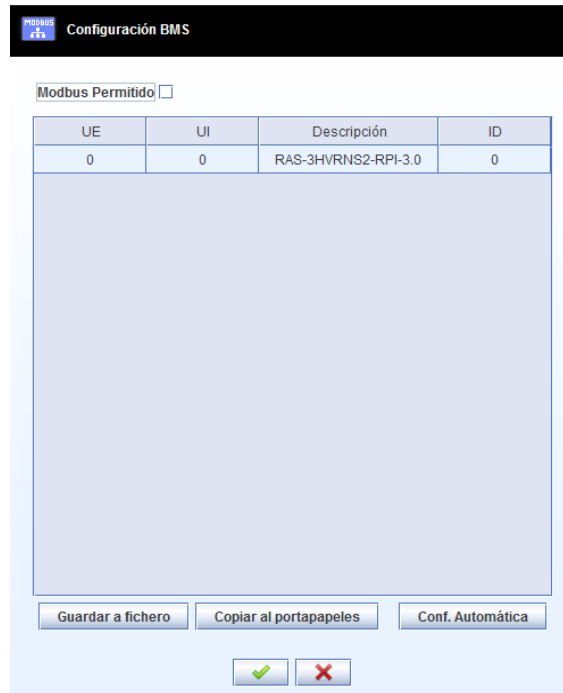 MODBUS
Configuración BMS
Modbus Permitido
UE UI Descripción ID
0 0 RAS-3HVRNS2-RPI-3.0 0
Guardar a fichero Copiar al portapapeles Conf. Automática